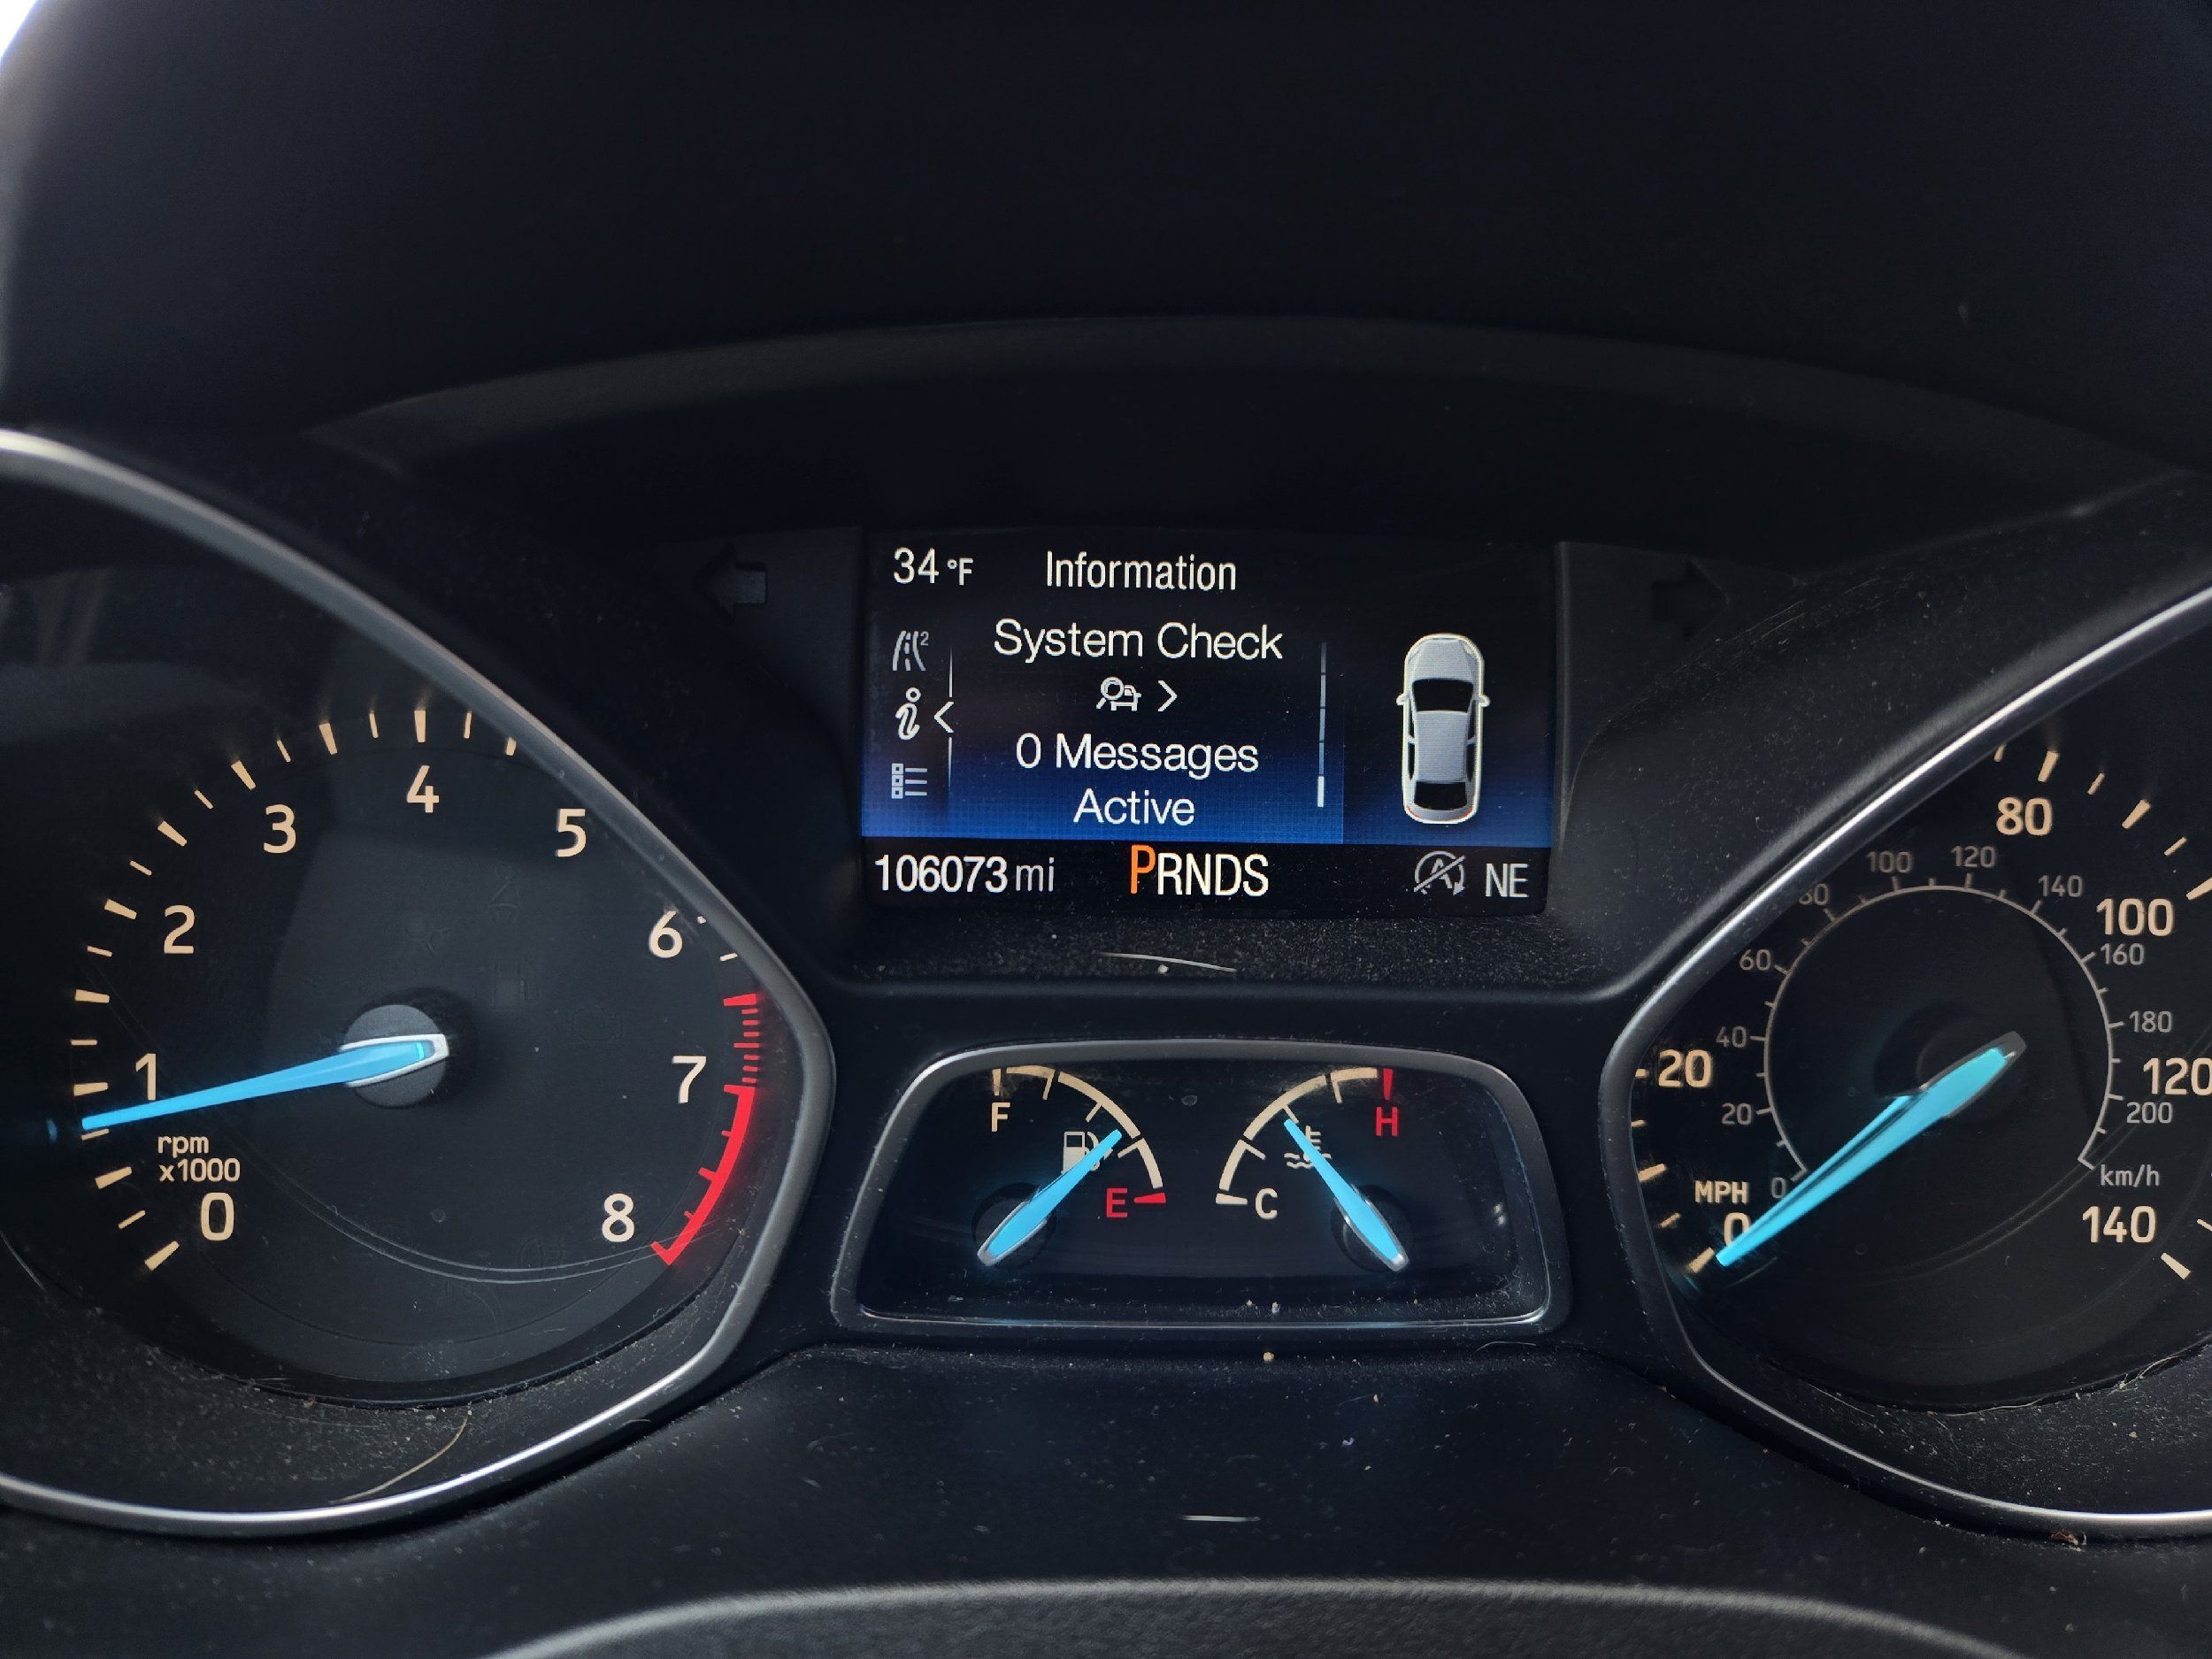 34 °F Information
System Check
0 Messages
Active
106073 mi PRNDS NE
0
1
2
3
4
5
6
7
8
rpm
x1000
F
E
C
H
0
20
80
100
120
140
MPH
0
20
40
60
100
120
140
160
180
200
km/h